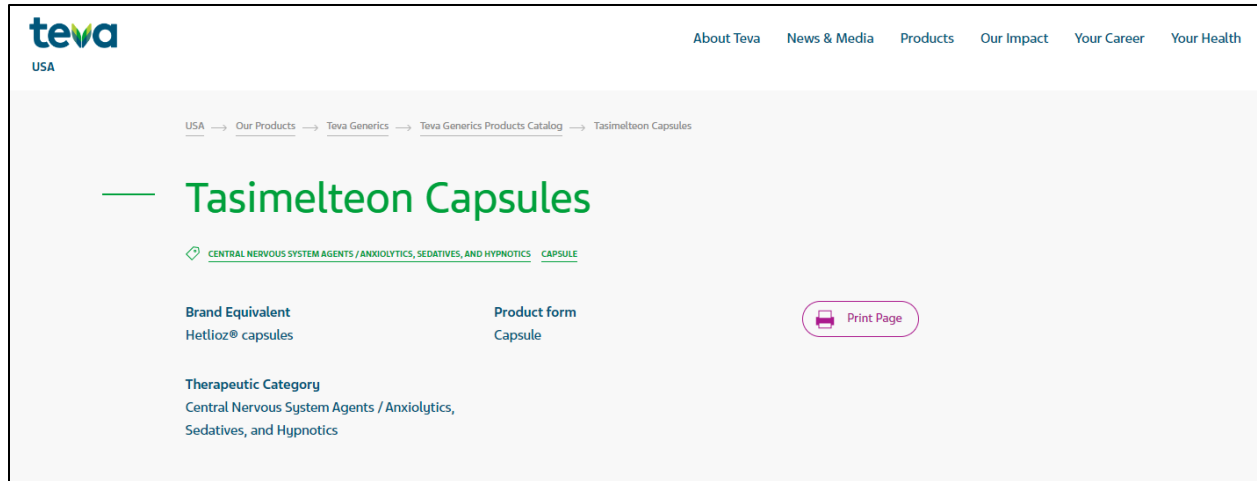 teva
USA
About Teva News & Media Products Our Impact Your Career Your Health
USA → Our Products → Teva Generics → Teva Generics Products Catalog → Tasimelteon Capsules
Tasimelteon Capsules
CENTRAL NERVOUS SYSTEM AGENTS / ANXIOLYTICS, SEDATIVES, AND HYPNOTICS CAPSULE
Brand Equivalent
Hetlioz® capsules
Product form
Capsule
Print Page
Therapeutic Category
Central Nervous System Agents / Anxiolytics,
Sedatives, and Hypnotics